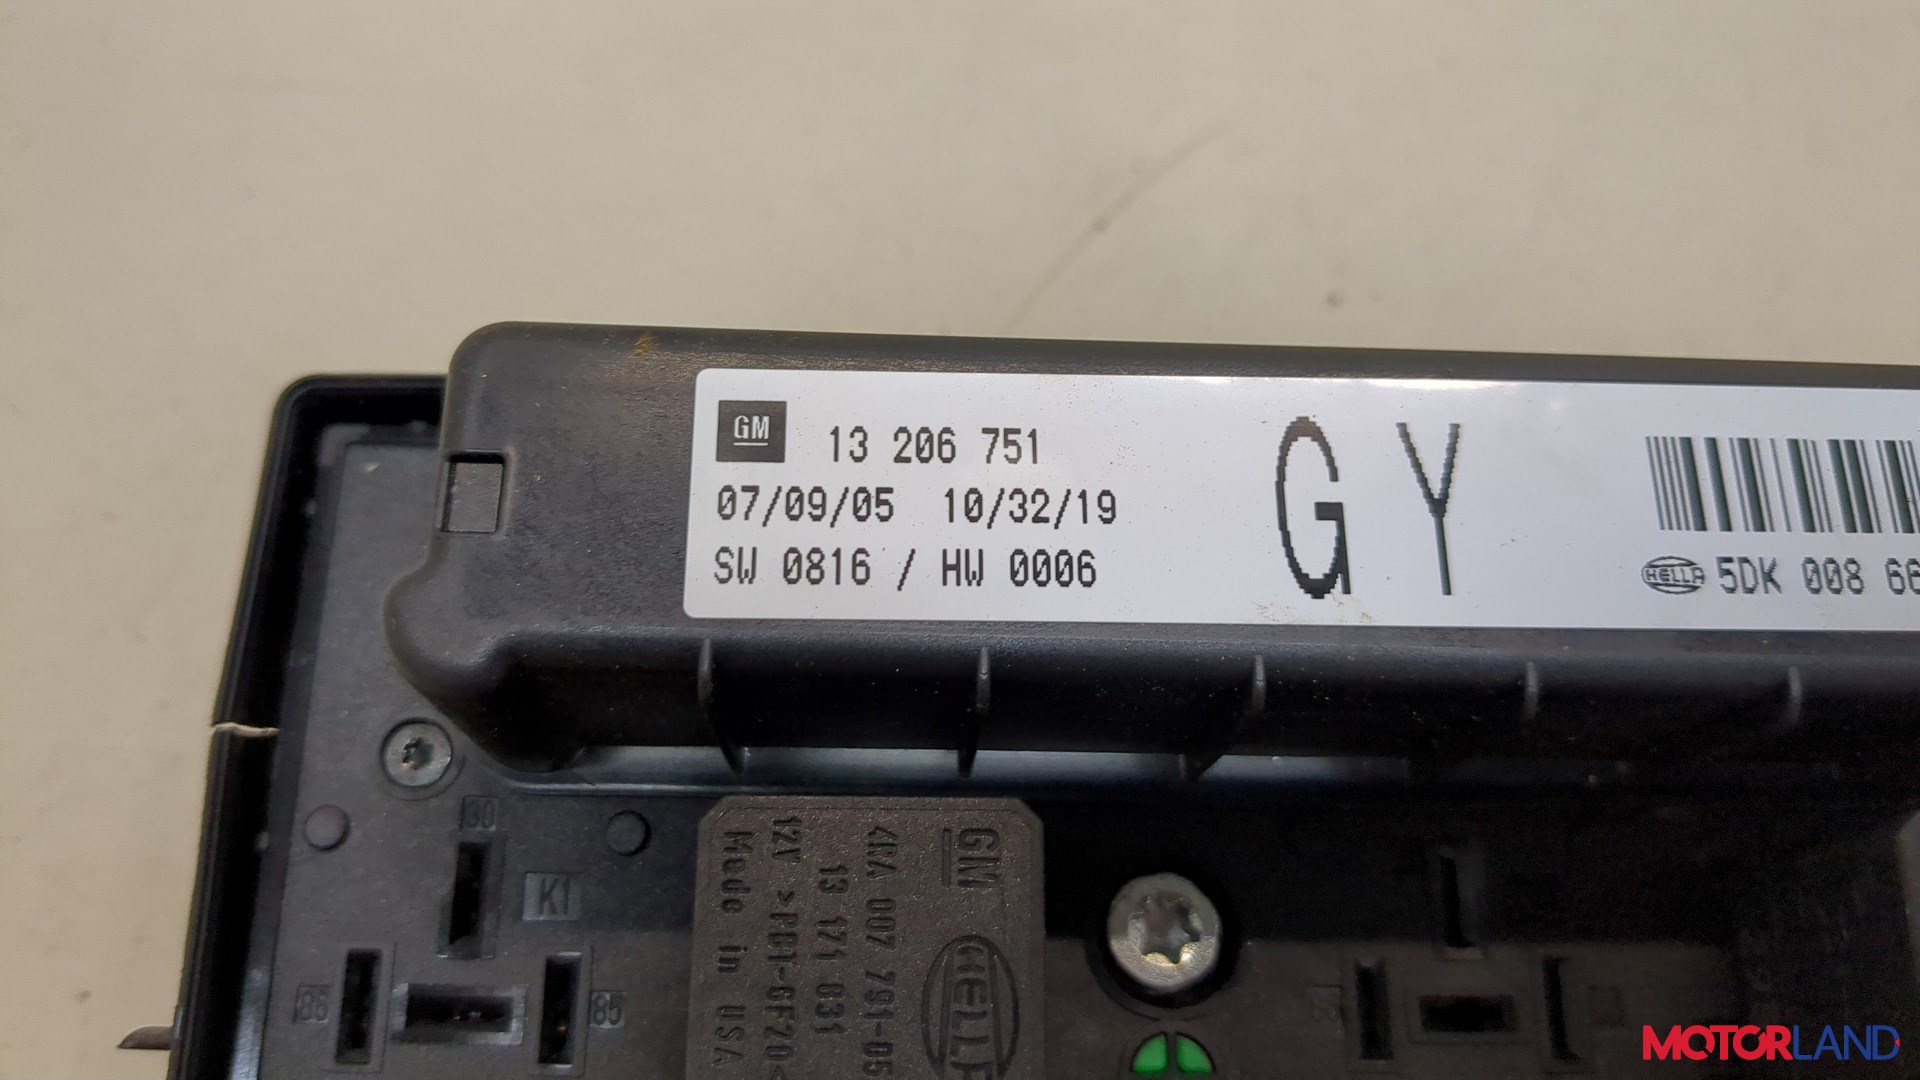 GM 13 206 751
07/09/05 10/32/19
SW 0816 / HW 0006
GY
HELLA 5DK 008 66
30
K1
86
85
GM
4RA 007 791-05
13 171 831
12V >PBT-GF20<
Made in USA
HELLA
MOTORLAND